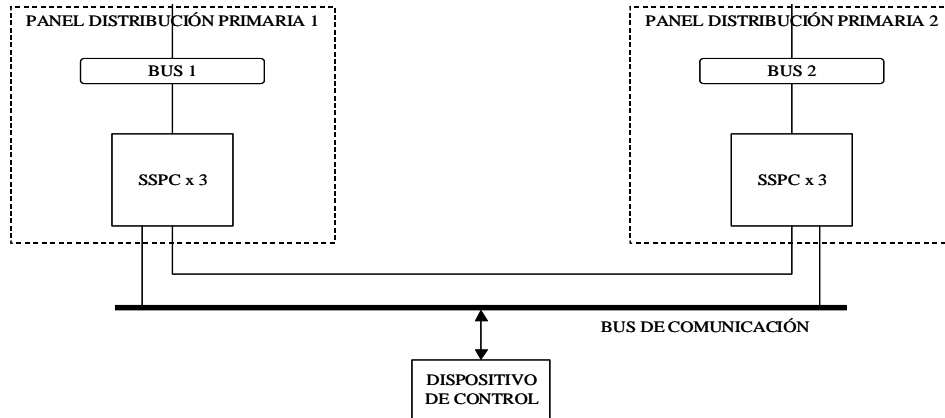 PANEL DISTRIBUCIÓN PRIMARIA 1
PANEL DISTRIBUCIÓN PRIMARIA 2
BUS 1
BUS 2
SSPC x 3
SSPC x 3
BUS DE COMUNICACIÓN
DISPOSITIVO
DE CONTROL